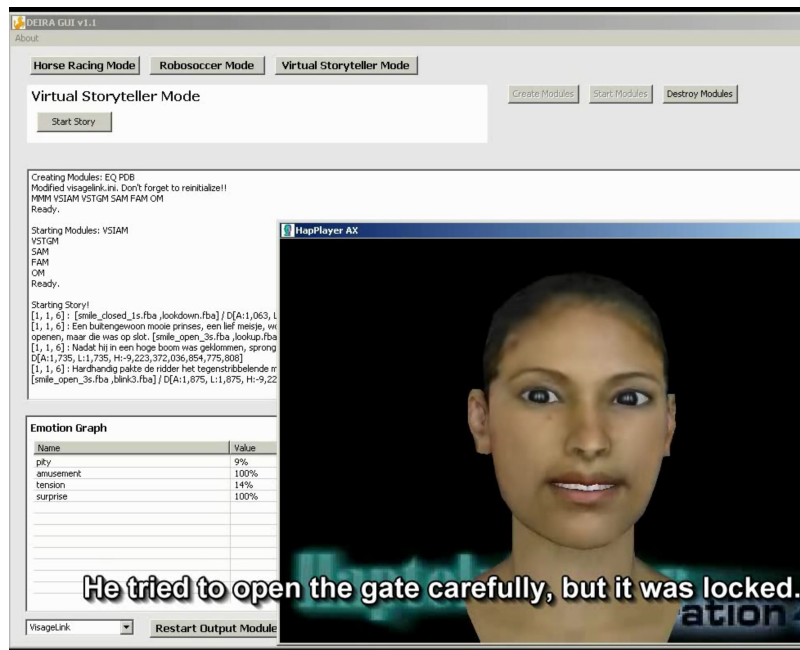 DEIRA GUI v1.1
About
Horse Racing Mode Robosoccer Mode Virtual Storyteller Mode
Virtual Storyteller Mode
Create Modules Start Modules Destroy Modules
Start Story
Creating Modules: EQ PDB
Modified visagelink.ini. Don't forget to reinitialize!!
MMM VSIAM VSTGM SAM FAM OM
Ready.
Starting Modules: VSIAM
VSTGM
SAM
FAM
OM
Ready.
Starting Story!
[1, 1, 6] : [smile_closed_1s.fba ,lookdown.fba] / D[A:1,063, L
[1, 1, 6] : Een buitengewoon mooie prinses, een lief meisje, wo
openen, maar die was op slot. [smile_open_3s.fba ,lookup.fba
[1, 1, 6] : Nadat hij in een hoge boom was geklommen, sprong
D[A:1,735, L:1,735, H:-9,223,372,036,854,775,808]
[1, 1, 6] : Hardhandig pakte de ridder het tegenstribbelende m
[smile_open_3s.fba ,blink3.fba] / D[A:1,875, L:1,875, H:-9,22
HapPlayer AX
Emotion Graph
Name Value
pity 9%
amusement 100%
tension 14%
surprise 100%
He tried to open the gate carefully, but it was locked.
ation
VisageLink Restart Output Module